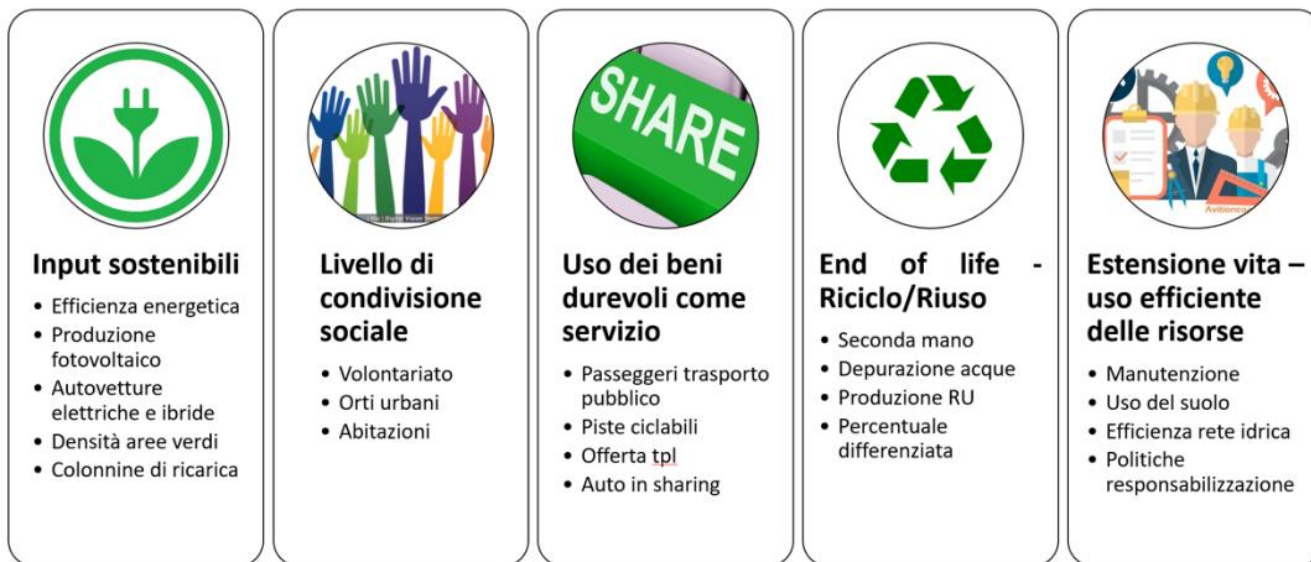 SHARE
Avitionco
Input sostenibili
• Efficienza energetica
• Produzione
fotovoltaico
• Autovetture
elettriche e ibride
• Densità aree verdi
• Colonnine di ricarica
Livello di
condivisione
sociale
• Volontariato
• Orti urbani
• Abitazioni
Uso dei beni
durevoli come
servizio
• Passeggeri trasporto
pubblico
• Piste ciclabili
• Offerta tpl
• Auto in sharing
End of life -
Riciclo/Riuso
• Seconda mano
• Depurazione acque
• Produzione RU
• Percentuale
differenziata
Estensione vita –
uso efficiente
delle risorse
• Manutenzione
• Uso del suolo
• Efficienza rete idrica
• Politiche
responsabilizzazione